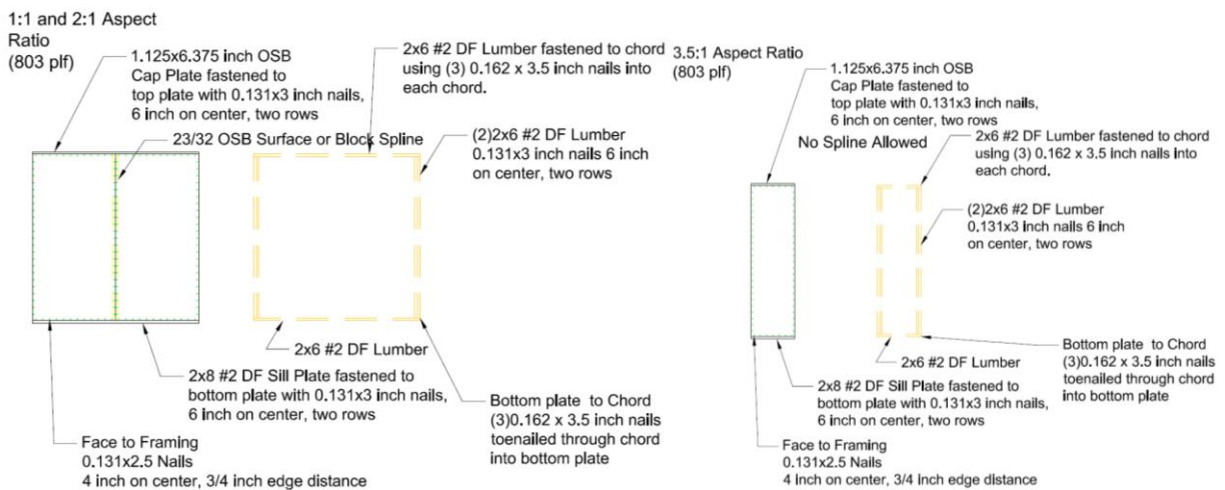 1:1 and 2:1 Aspect
Ratio
(803 plf)
1.125x6.375 inch OSB
Cap Plate fastened to
top plate with 0.131x3 inch nails,
6 inch on center, two rows
23/32 OSB Surface or Block Spline
2x6 #2 DF Lumber fastened to chord
using (3) 0.162 x 3.5 inch nails into
each chord.
(2)2x6 #2 DF Lumber
0.131x3 inch nails 6 inch
on center, two rows
2x6 #2 DF Lumber
2x8 #2 DF Sill Plate fastened to
bottom plate with 0.131x3 inch nails,
6 inch on center, two rows
Bottom plate to Chord
(3)0.162 x 3.5 inch nails
toenailed through chord
into bottom plate
Face to Framing
0.131x2.5 Nails
4 inch on center, 3/4 inch edge distance
3.5:1 Aspect Ratio
(803 plf)
1.125x6.375 inch OSB
Cap Plate fastened to
top plate with 0.131x3 inch nails,
6 inch on center, two rows
No Spline Allowed
2x6 #2 DF Lumber fastened to chord
using (3) 0.162 x 3.5 inch nails into
each chord.
(2)2x6 #2 DF Lumber
0.131x3 inch nails 6 inch
on center, two rows
2x6 #2 DF Lumber
Bottom plate to Chord
(3)0.162 x 3.5 inch nails
toenailed through chord
into bottom plate
2x8 #2 DF Sill Plate fastened to
bottom plate with 0.131x3 inch nails,
6 inch on center, two rows
Face to Framing
0.131x2.5 Nails
4 inch on center, 3/4 inch edge distance